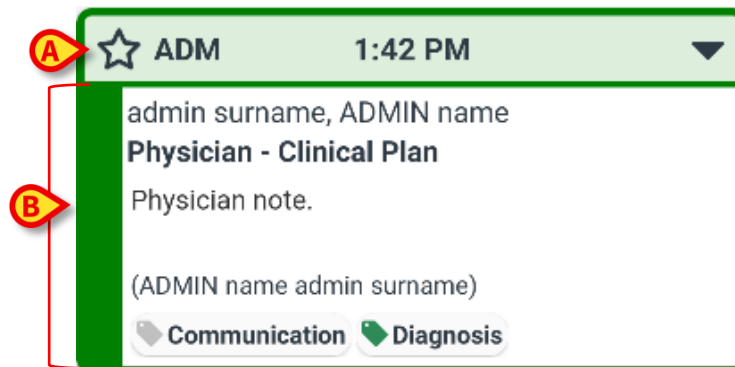 A ADM 1:42 PM
admin surname, ADMIN name
Physician - Clinical Plan
B Physician note.
(ADMIN name admin surname)
Communication Diagnosis